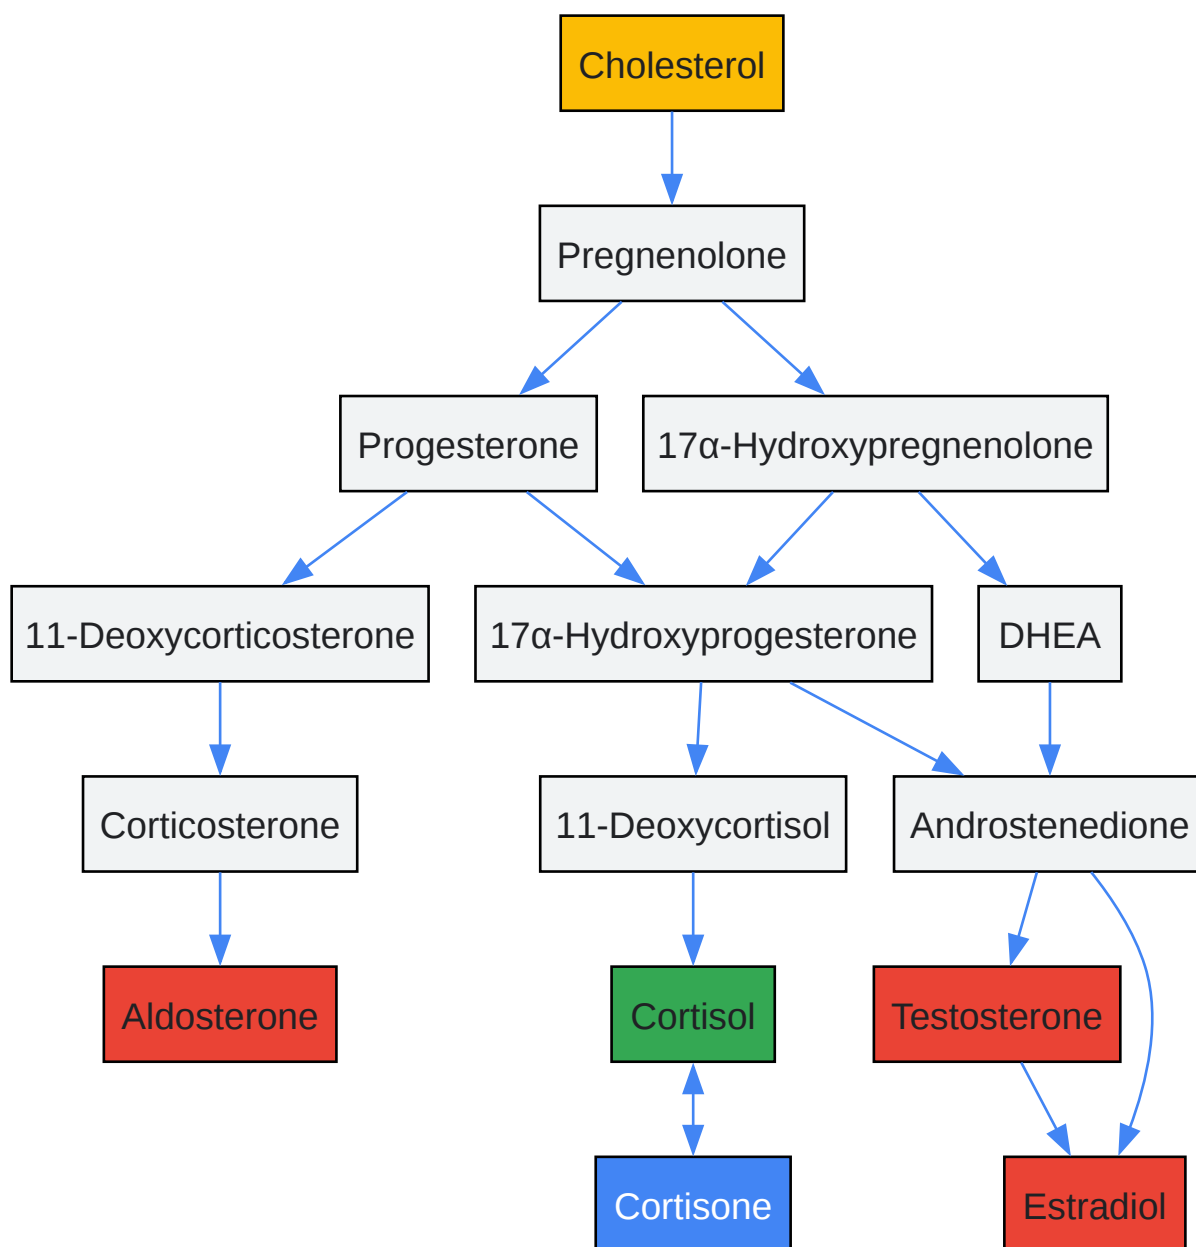 Cholesterol
Pregnenolone
Progesterone
17α-Hydroxypregnenolone
11-Deoxycorticosterone
17α-Hydroxyprogesterone
DHEA
Corticosterone
11-Deoxycortisol
Androstenedione
Aldosterone
Cortisol
Testosterone
Cortisone
Estradiol